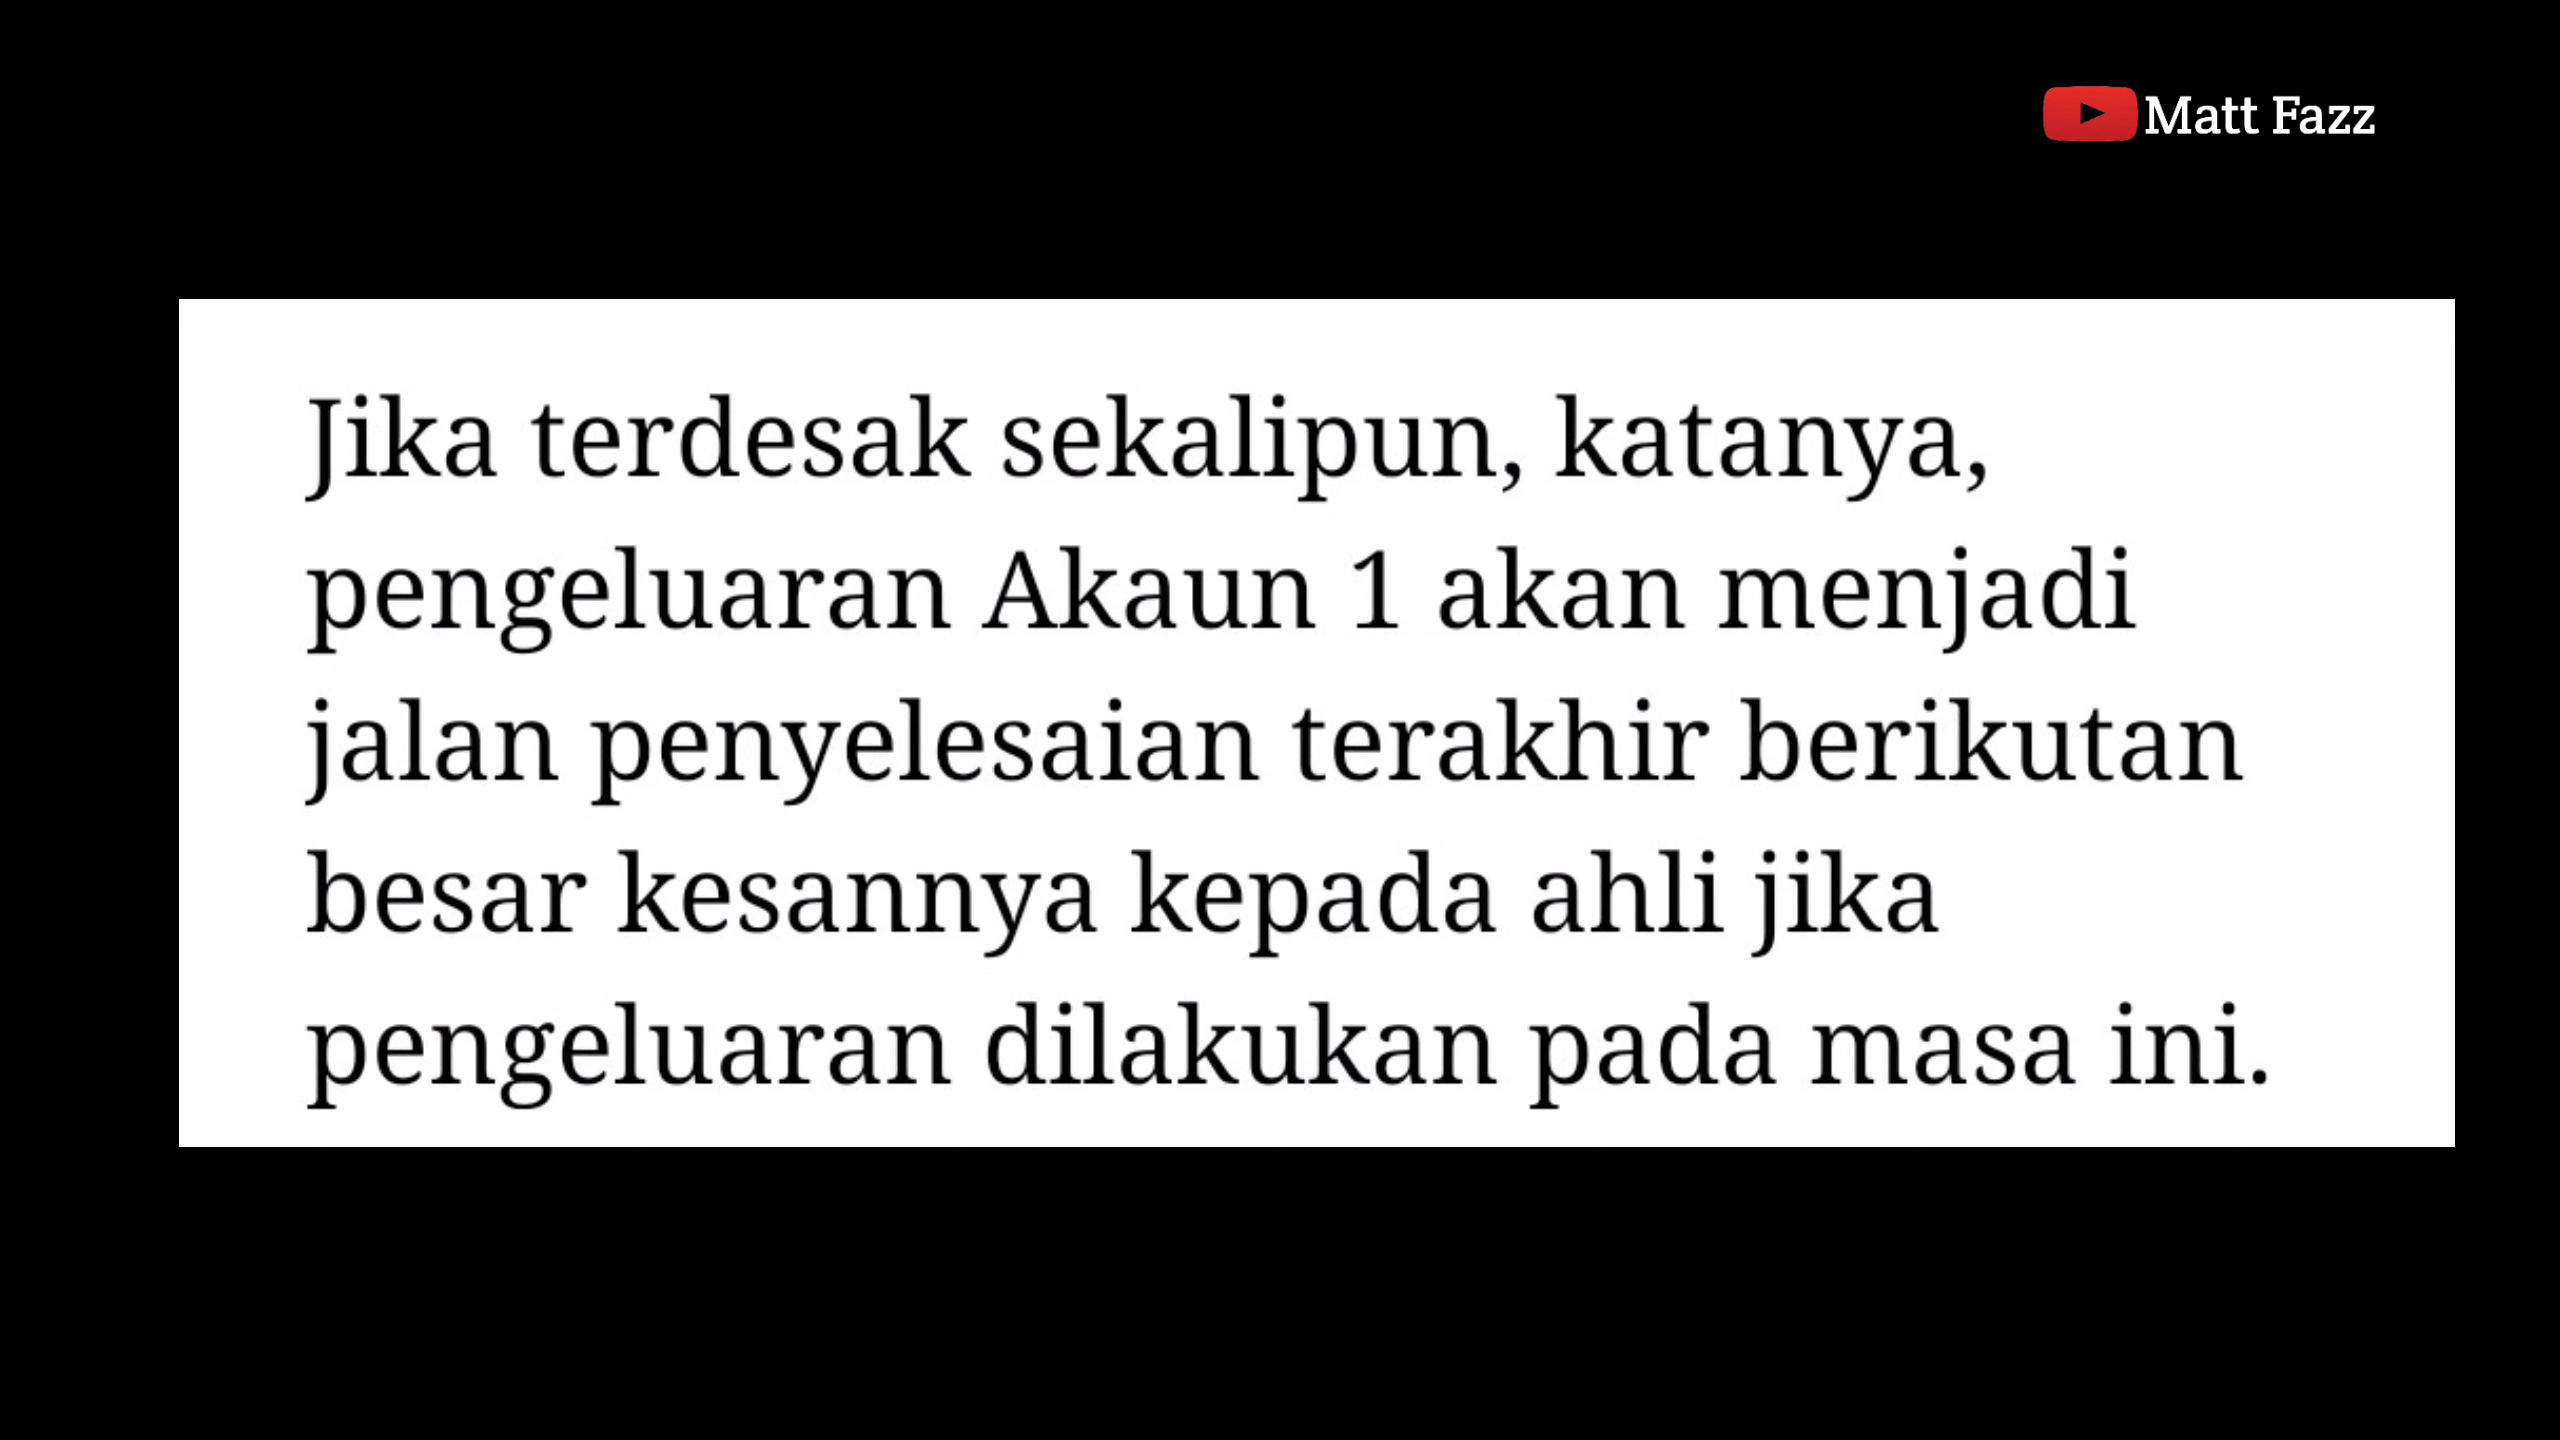 Matt Fazz
Jika terdesak sekalipun, katanya,
pengeluaran Akaun 1 akan menjadi
jalan penyelesaian terakhir berikutan
besar kesannya kepada ahli jika
pengeluaran dilakukan pada masa ini.